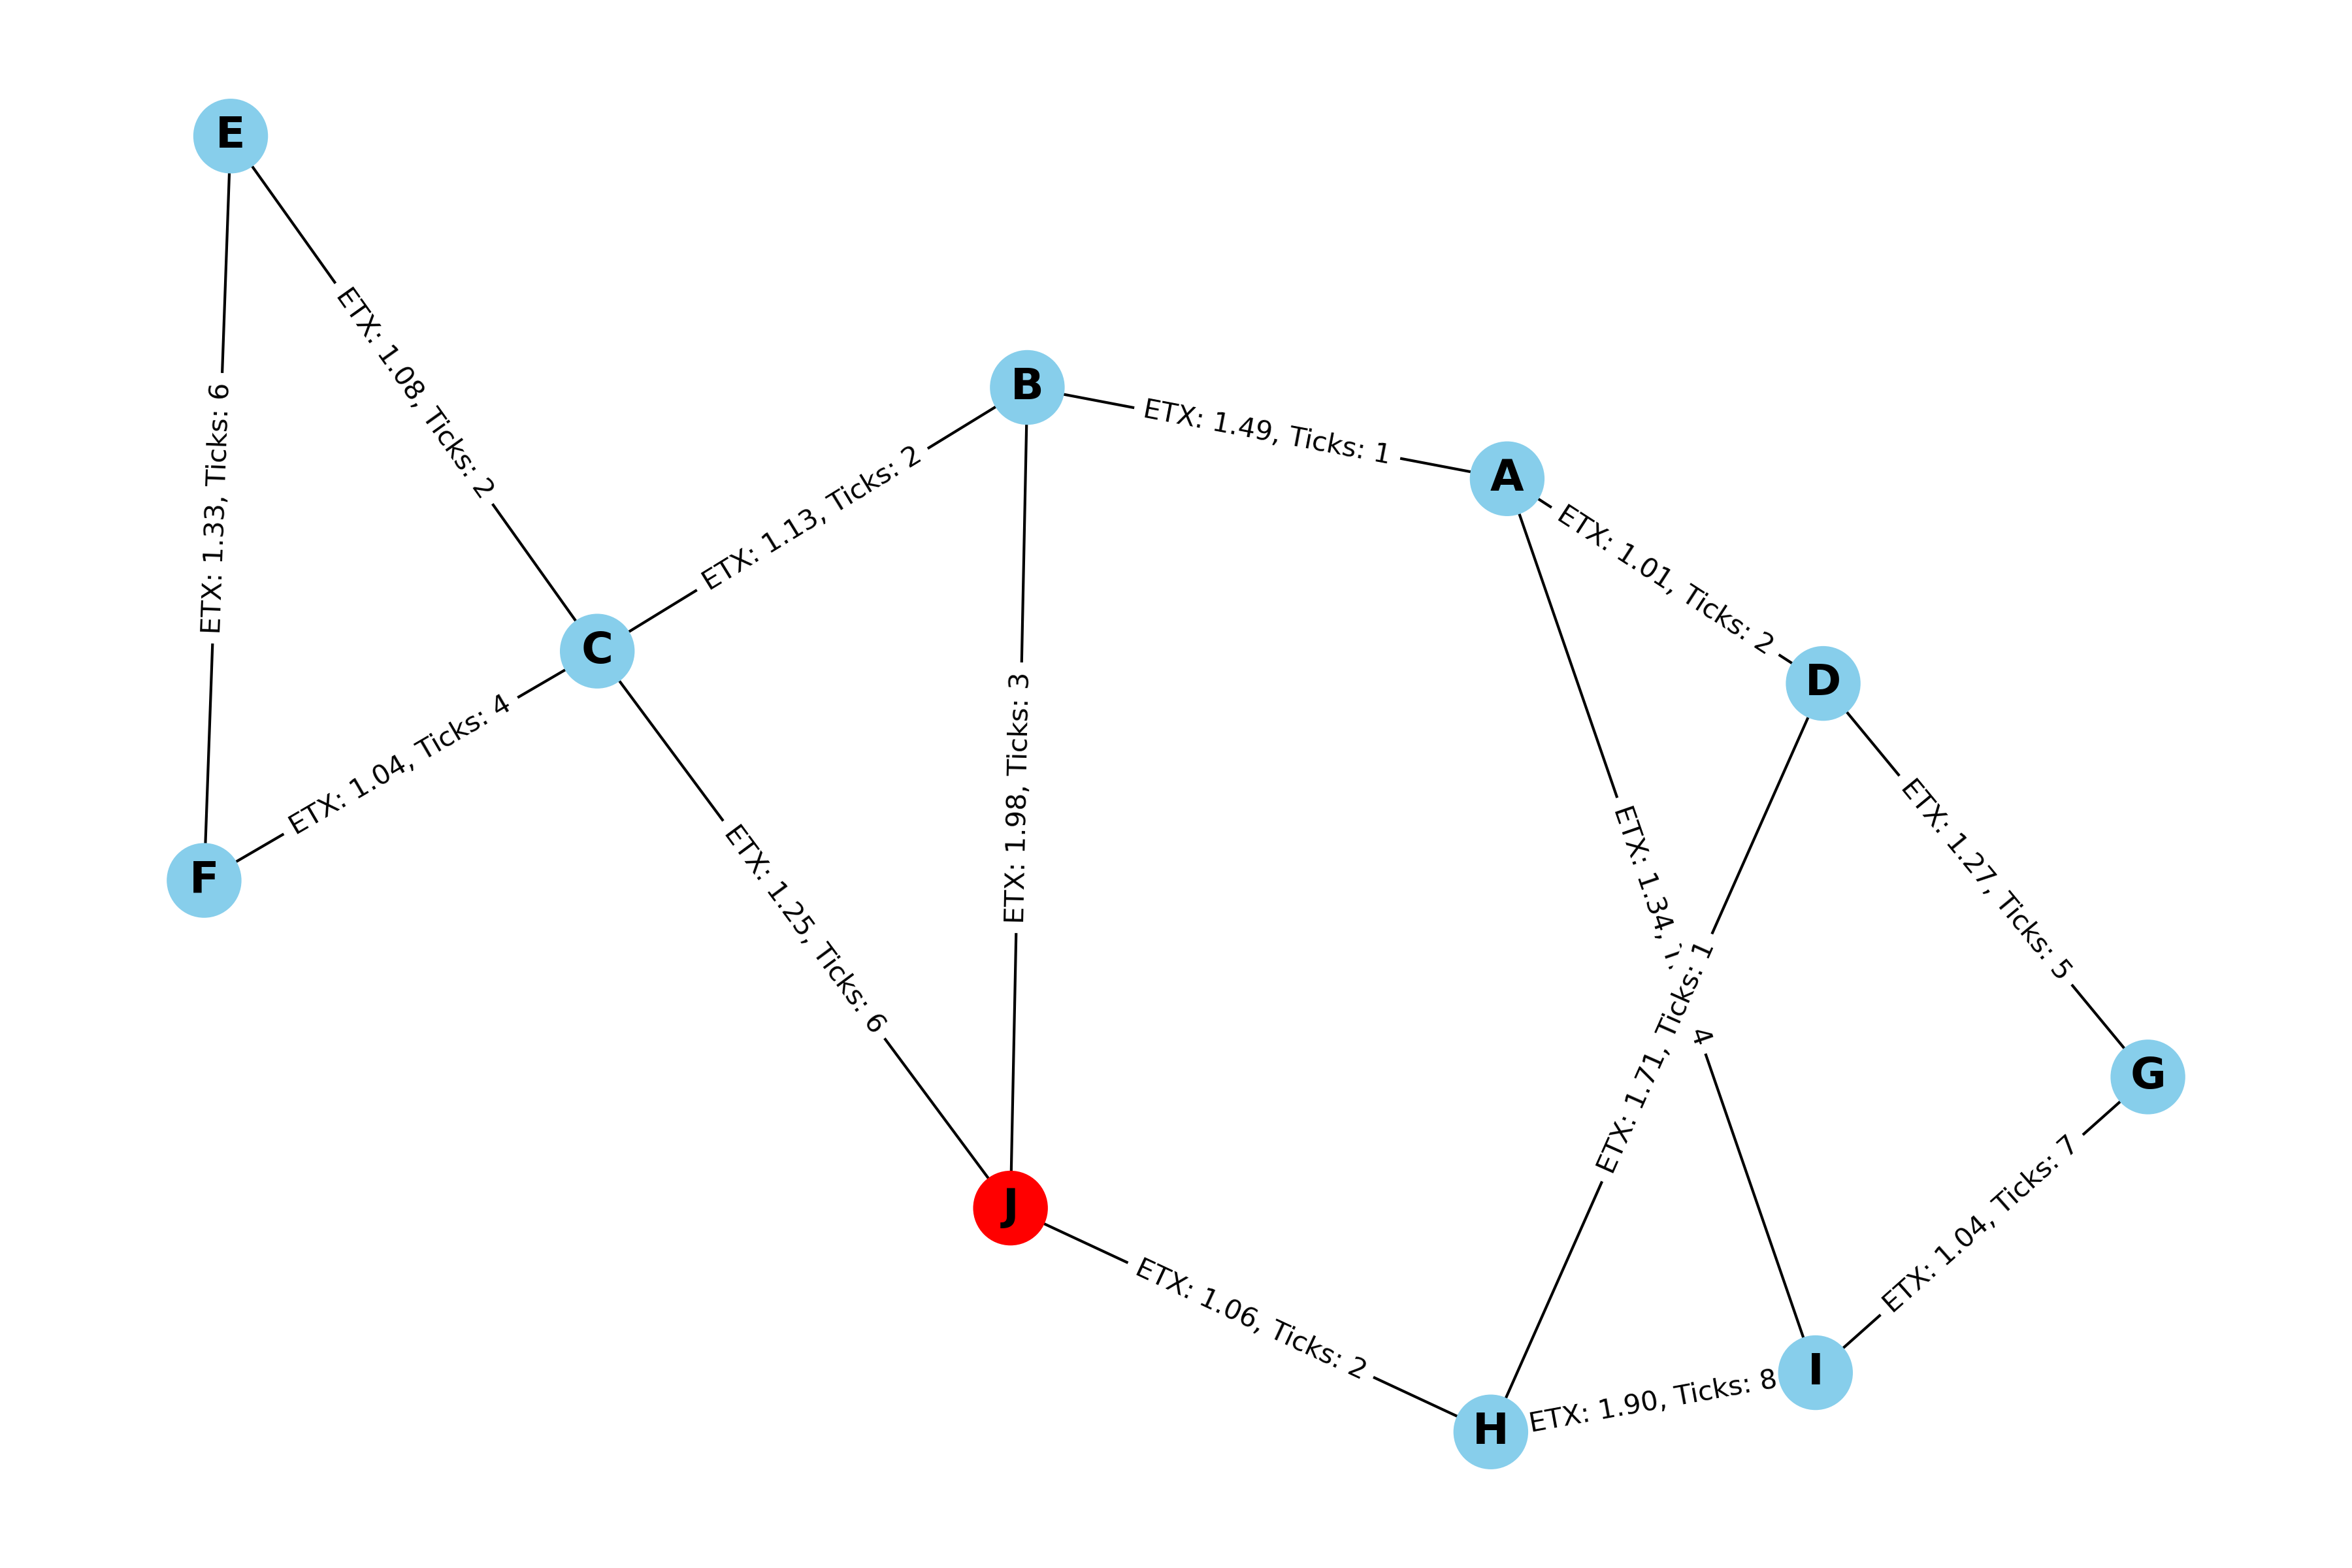 E
ETX: 1.08, Ticks: 2
ETX: 1.33, Ticks: 6
B
ETX: 1.49, Ticks: 1
A
ETX: 1.13, Ticks: 2
ETX: 1.01, Ticks: 2
C
D
ETX: 1.04, Ticks: 4
ETX: 1.98, Ticks: 3
F
ETX: 1.25, Ticks: 6
ETX: 1.34, 4
ETX: 1.71, Ticks: 1
ETX: 1.27, Ticks: 5
G
J
ETX: 1.04, Ticks: 7
ETX: 1.06, Ticks: 2
I
ETX: 1.90, Ticks: 8
H